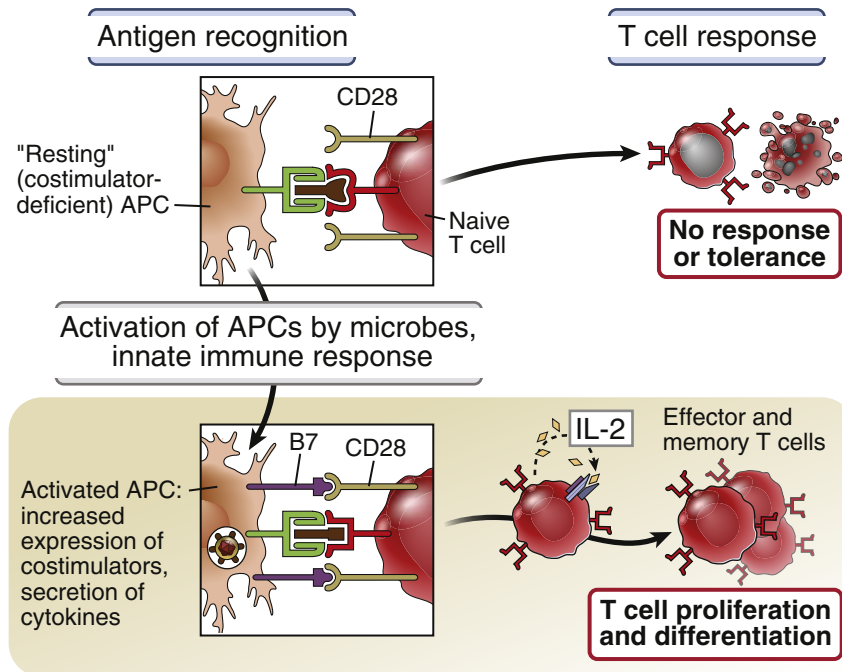 Antigen recognition
T cell response
CD28
"Resting"
(costimulator-
deficient) APC
Naive
T cell
No response
or tolerance
Activation of APCs by microbes,
innate immune response
B7
CD28
IL-2
Effector and
memory T cells
Activated APC:
increased
expression of
costimulators,
secretion of
cytokines
T cell proliferation
and differentiation